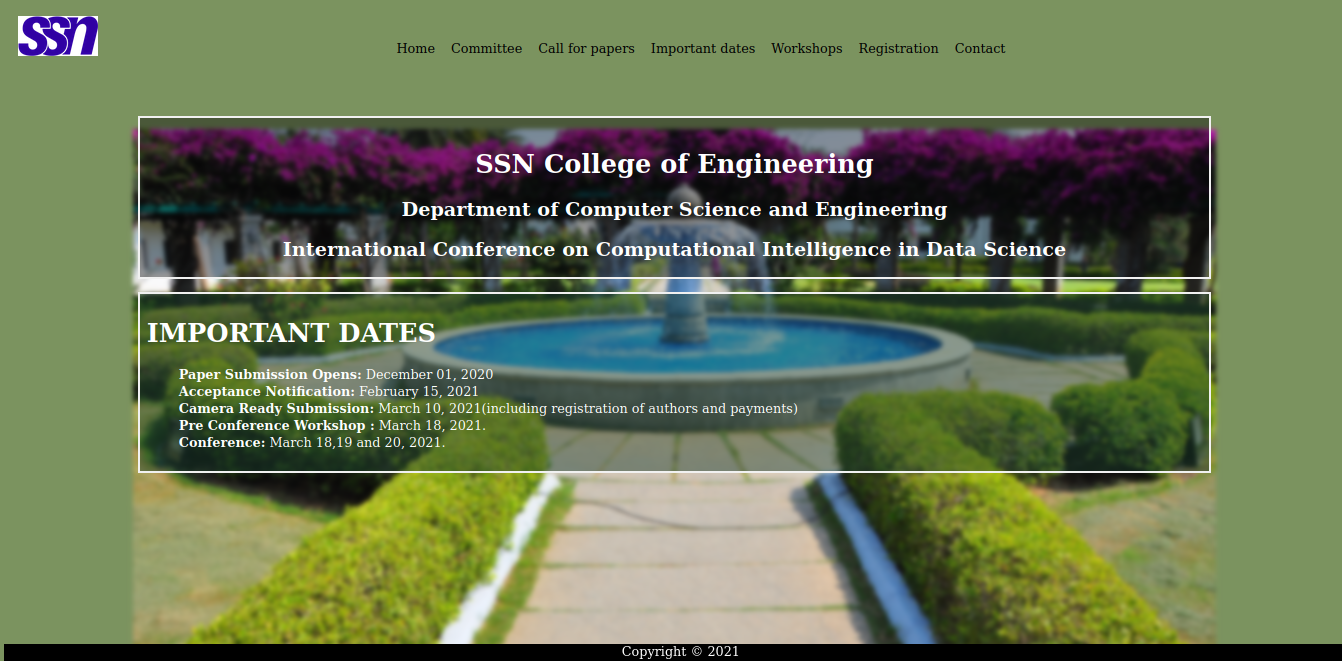 ssn
Home Committee Call for papers Important dates Workshops Registration Contact
SSN College of Engineering
Department of Computer Science and Engineering
International Conference on Computational Intelligence in Data Science
IMPORTANT DATES
Paper Submission Opens: December 01, 2020
Acceptance Notification: February 15, 2021
Camera Ready Submission: March 10, 2021(including registration of authors and payments)
Pre Conference Workshop : March 18, 2021.
Conference: March 18,19 and 20, 2021.
Copyright © 2021